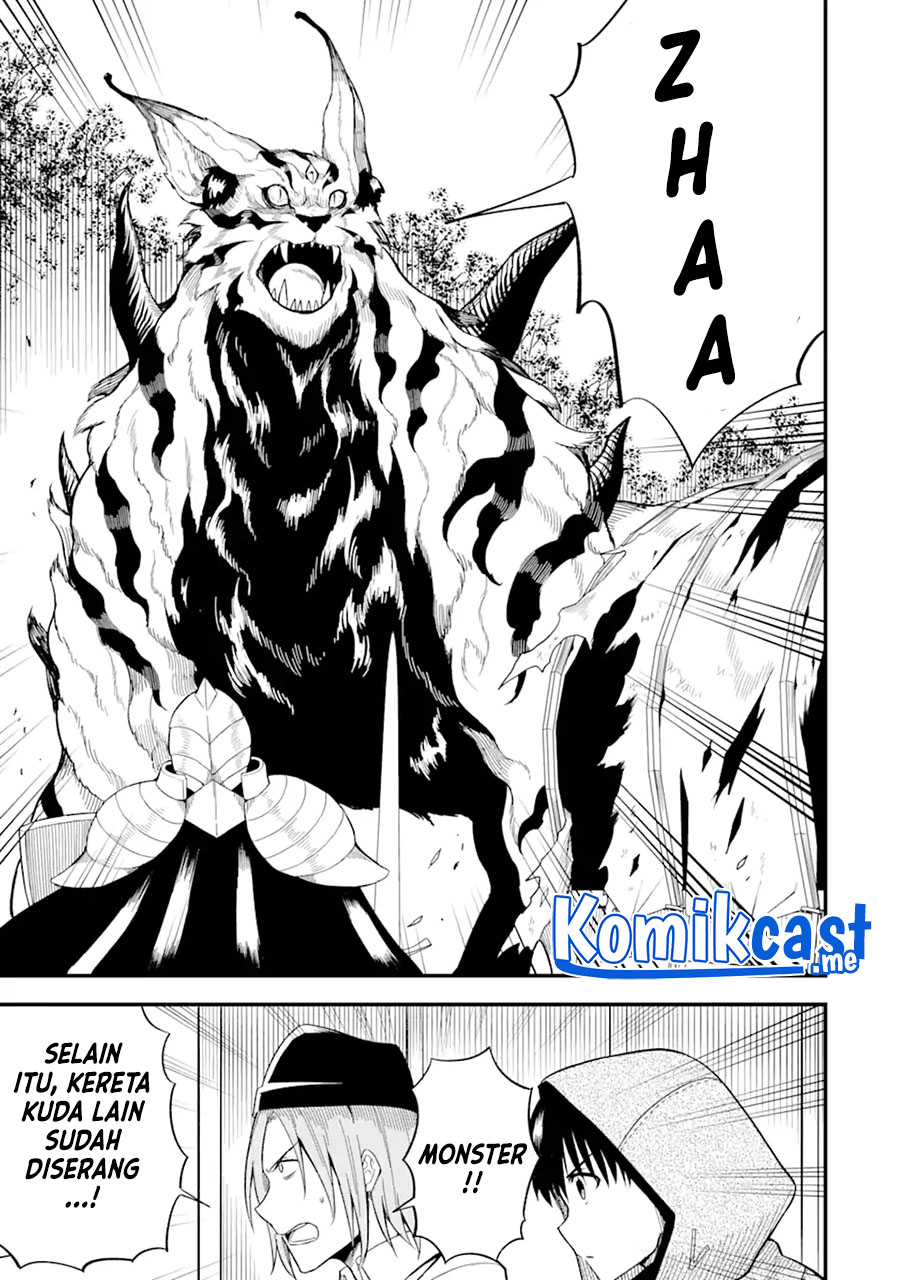 ZHAA
Komikcast
.me
MONSTER
!!
SELAIN
ITU, KERETA
KUDA LAIN
SUDAH
DISERANG
...!